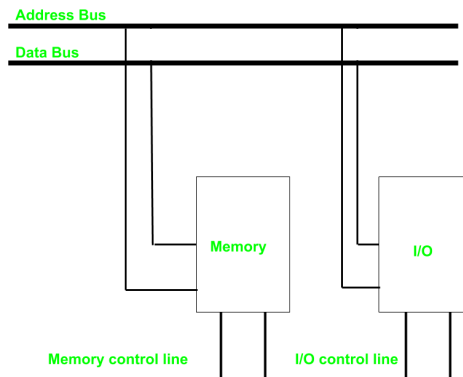 Address Bus
Data Bus
Memory
I/O
Memory control line
I/O control line